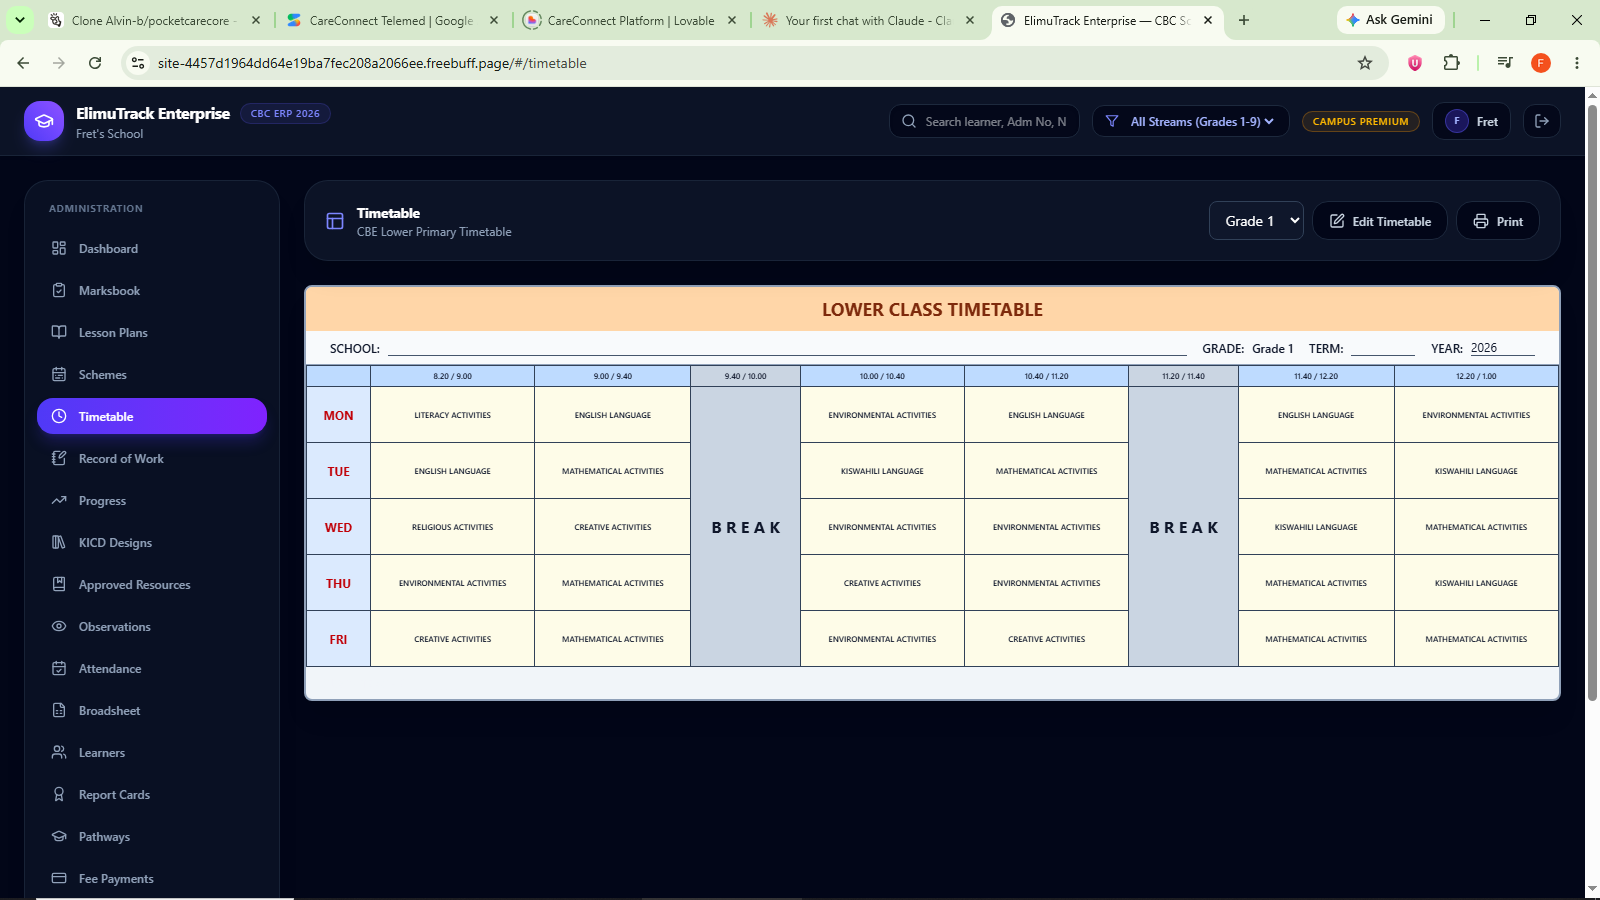 Clone Alvin-b/pocketcarecore -
CareConnect Telemed | Google
CareConnect Platform | Lovable
Your first chat with Claude - Cla
ElimuTrack Enterprise — CBC Sc
Ask Gemini
site-4457d1964dd64e19ba7fec208a2066ee.freebuff.page/#/timetable
F
ElimuTrack Enterprise
CBC ERP 2026
Fret's School
Search learner, Adm No, N
All Streams (Grades 1-9)
CAMPUS PREMIUM
F
Fret
ADMINISTRATION
Dashboard
Marksbook
Lesson Plans
Schemes
Timetable
Record of Work
Progress
KICD Designs
Approved Resources
Observations
Attendance
Broadsheet
Learners
Report Cards
Pathways
Fee Payments
Timetable
CBE Lower Primary Timetable
Grade 1
Edit Timetable
Print
LOWER CLASS TIMETABLE
SCHOOL: GRADE: Grade 1 TERM: YEAR: 2026
8.20 / 9.00 9.00 / 9.40 9.40 / 10.00 10.00 / 10.40 10.40 / 11.20 11.20 / 11.40 11.40 / 12.20 12.20 / 1.00
MON LITERACY ACTIVITIES ENGLISH LANGUAGE ENVIRONMENTAL ACTIVITIES ENGLISH LANGUAGE ENGLISH LANGUAGE ENVIRONMENTAL ACTIVITIES
TUE ENGLISH LANGUAGE MATHEMATICAL ACTIVITIES KISWAHILI LANGUAGE MATHEMATICAL ACTIVITIES MATHEMATICAL ACTIVITIES KISWAHILI LANGUAGE
WED RELIGIOUS ACTIVITIES CREATIVE ACTIVITIES BREAK ENVIRONMENTAL ACTIVITIES ENVIRONMENTAL ACTIVITIES BREAK KISWAHILI LANGUAGE MATHEMATICAL ACTIVITIES
THU ENVIRONMENTAL ACTIVITIES MATHEMATICAL ACTIVITIES CREATIVE ACTIVITIES ENVIRONMENTAL ACTIVITIES MATHEMATICAL ACTIVITIES KISWAHILI LANGUAGE
FRI CREATIVE ACTIVITIES MATHEMATICAL ACTIVITIES ENVIRONMENTAL ACTIVITIES CREATIVE ACTIVITIES MATHEMATICAL ACTIVITIES MATHEMATICAL ACTIVITIES